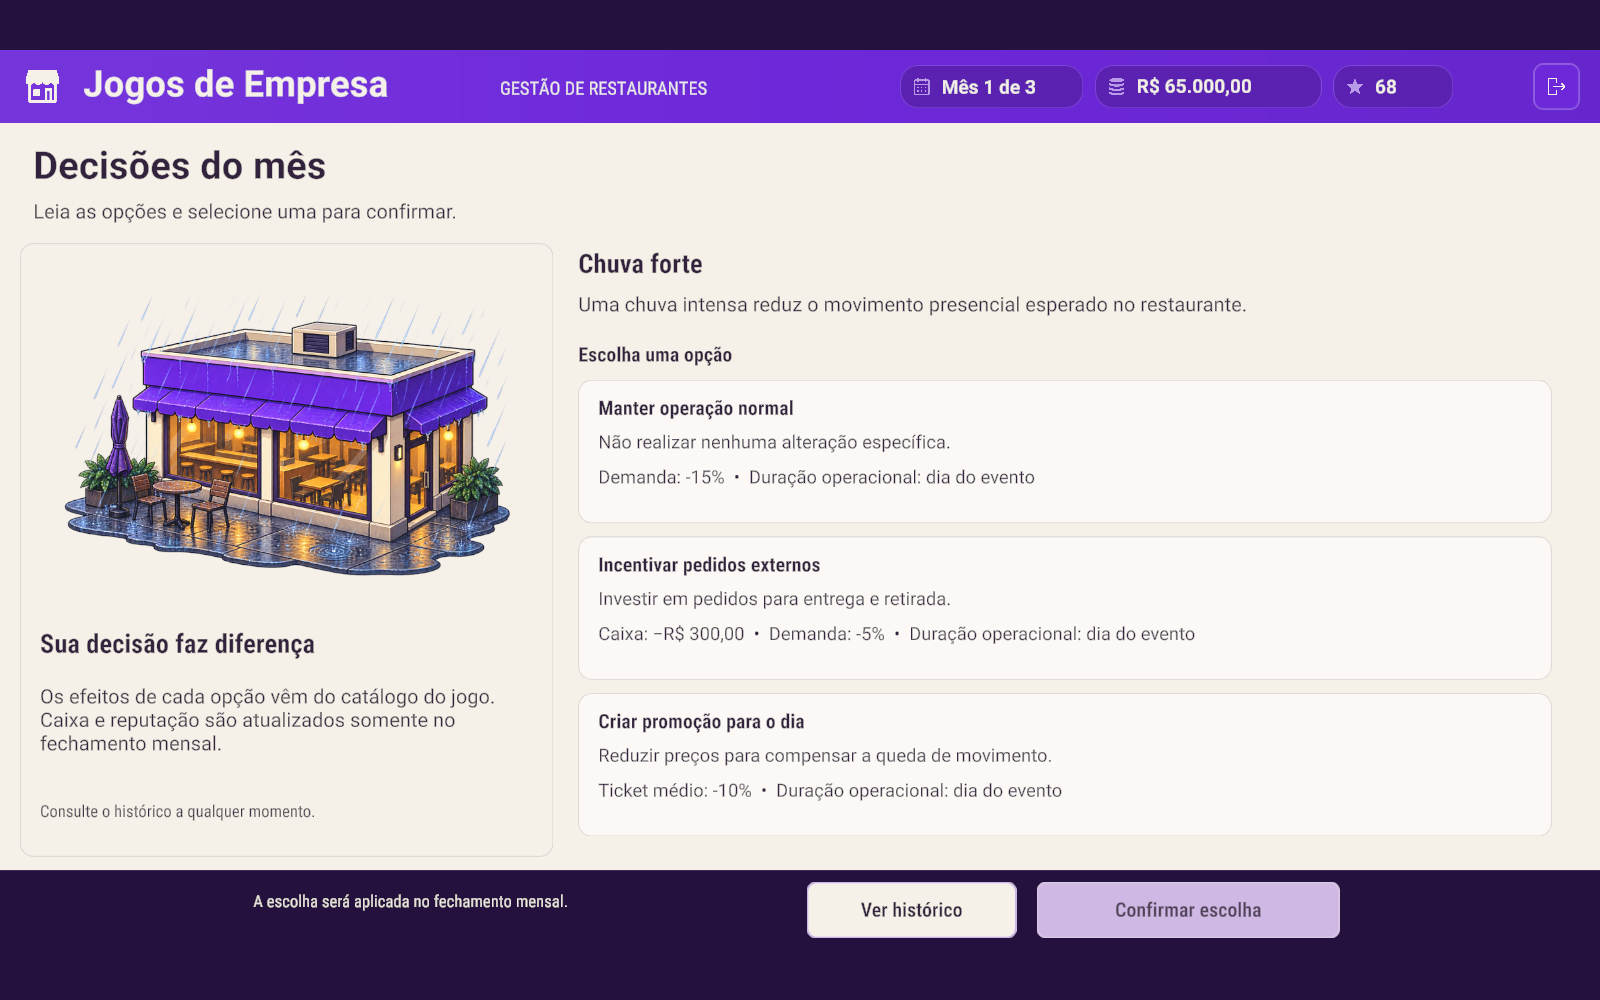 Jogos de Empresa
GESTÃO DE RESTAURANTES
Mês 1 de 3
R$ 65.000,00
68
Decisões do mês
Leia as opções e selecione uma para confirmar.
Sua decisão faz diferença
Os efeitos de cada opção vêm do catálogo do jogo.
Caixa e reputação são atualizados somente no
fechamento mensal.
Consulte o histórico a qualquer momento.
Chuva forte
Uma chuva intensa reduz o movimento presencial esperado no restaurante.
Escolha uma opção
Manter operação normal
Não realizar nenhuma alteração específica.
Demanda: -15% • Duração operacional: dia do evento
Incentivar pedidos externos
Investir em pedidos para entrega e retirada.
Caixa: −R$ 300,00 • Demanda: -5% • Duração operacional: dia do evento
Criar promoção para o dia
Reduzir preços para compensar a queda de movimento.
Ticket médio: -10% • Duração operacional: dia do evento
A escolha será aplicada no fechamento mensal.
Ver histórico
Confirmar escolha